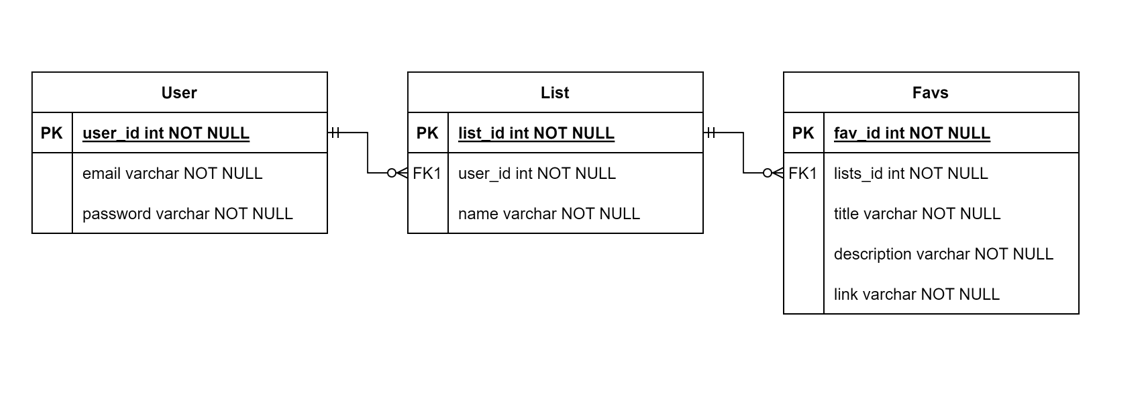 User
PK user_id int NOT NULL
email varchar NOT NULL
password varchar NOT NULL
List
PK list_id int NOT NULL
FK1 user_id int NOT NULL
name varchar NOT NULL
Favs
PK fav_id int NOT NULL
FK1 lists_id int NOT NULL
title varchar NOT NULL
description varchar NOT NULL
link varchar NOT NULL